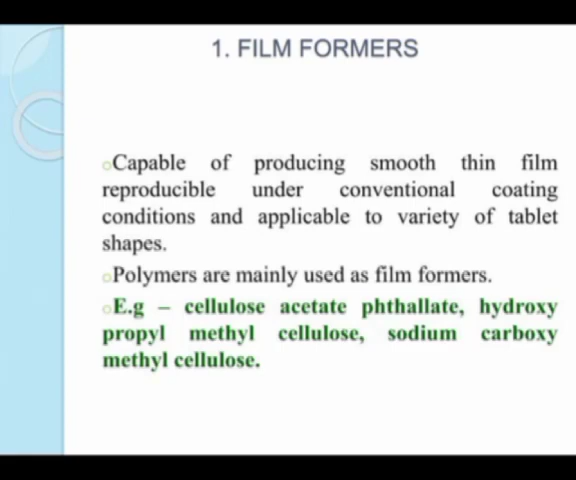 1. FILM FORMERS
Capable of producing smooth thin film
reproducible under conventional coating
conditions and applicable to variety of tablet
shapes.
Polymers are mainly used as film formers.
E.g – cellulose acetate phthallate, hydroxy
propyl methyl cellulose, sodium carboxy
methyl cellulose.